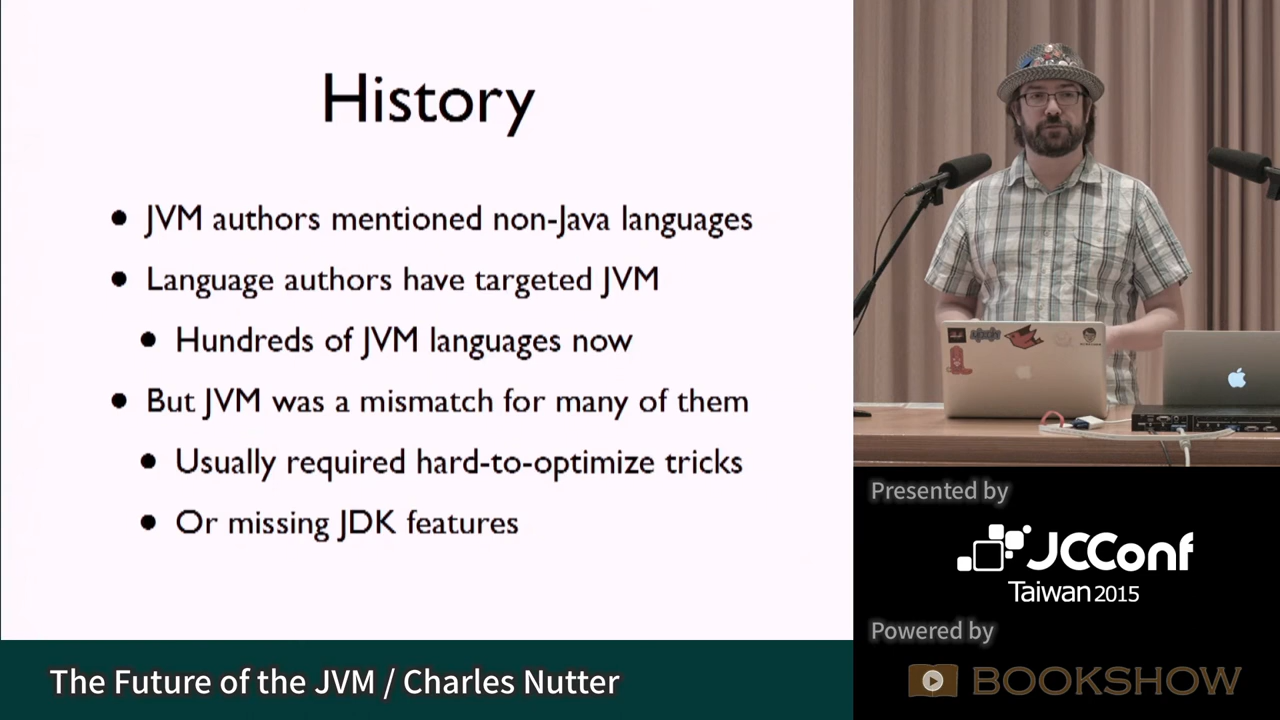 History
JVM authors mentioned non-Java languages
Language authors have targeted JVM
Hundreds of JVM languages now
But JVM was a mismatch for many of them
Usually required hard-to-optimize tricks
Or missing JDK features
Presented by
JCConf
Taiwan 2015
Powered by
BOOKSHOW
The Future of the JVM / Charles Nutter